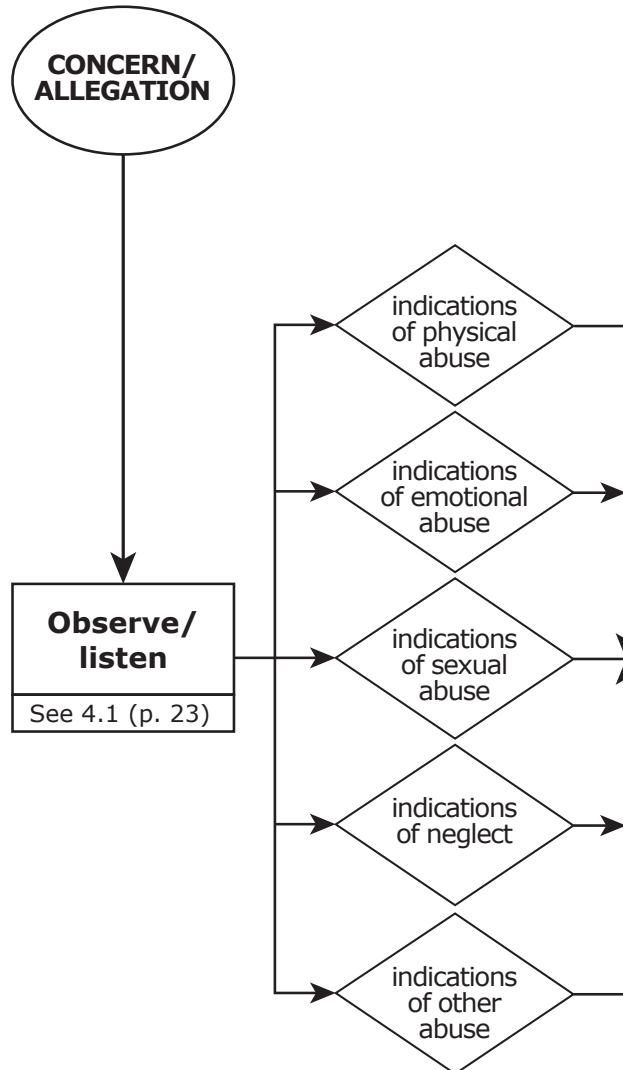 CONCERN/
ALLEGATION
indications
of physical
abuse
indications
of emotional
abuse
Observe/
listen
See 4.1 (p. 23)
indications
of sexual
abuse
indications
of neglect
indications
of other
abuse